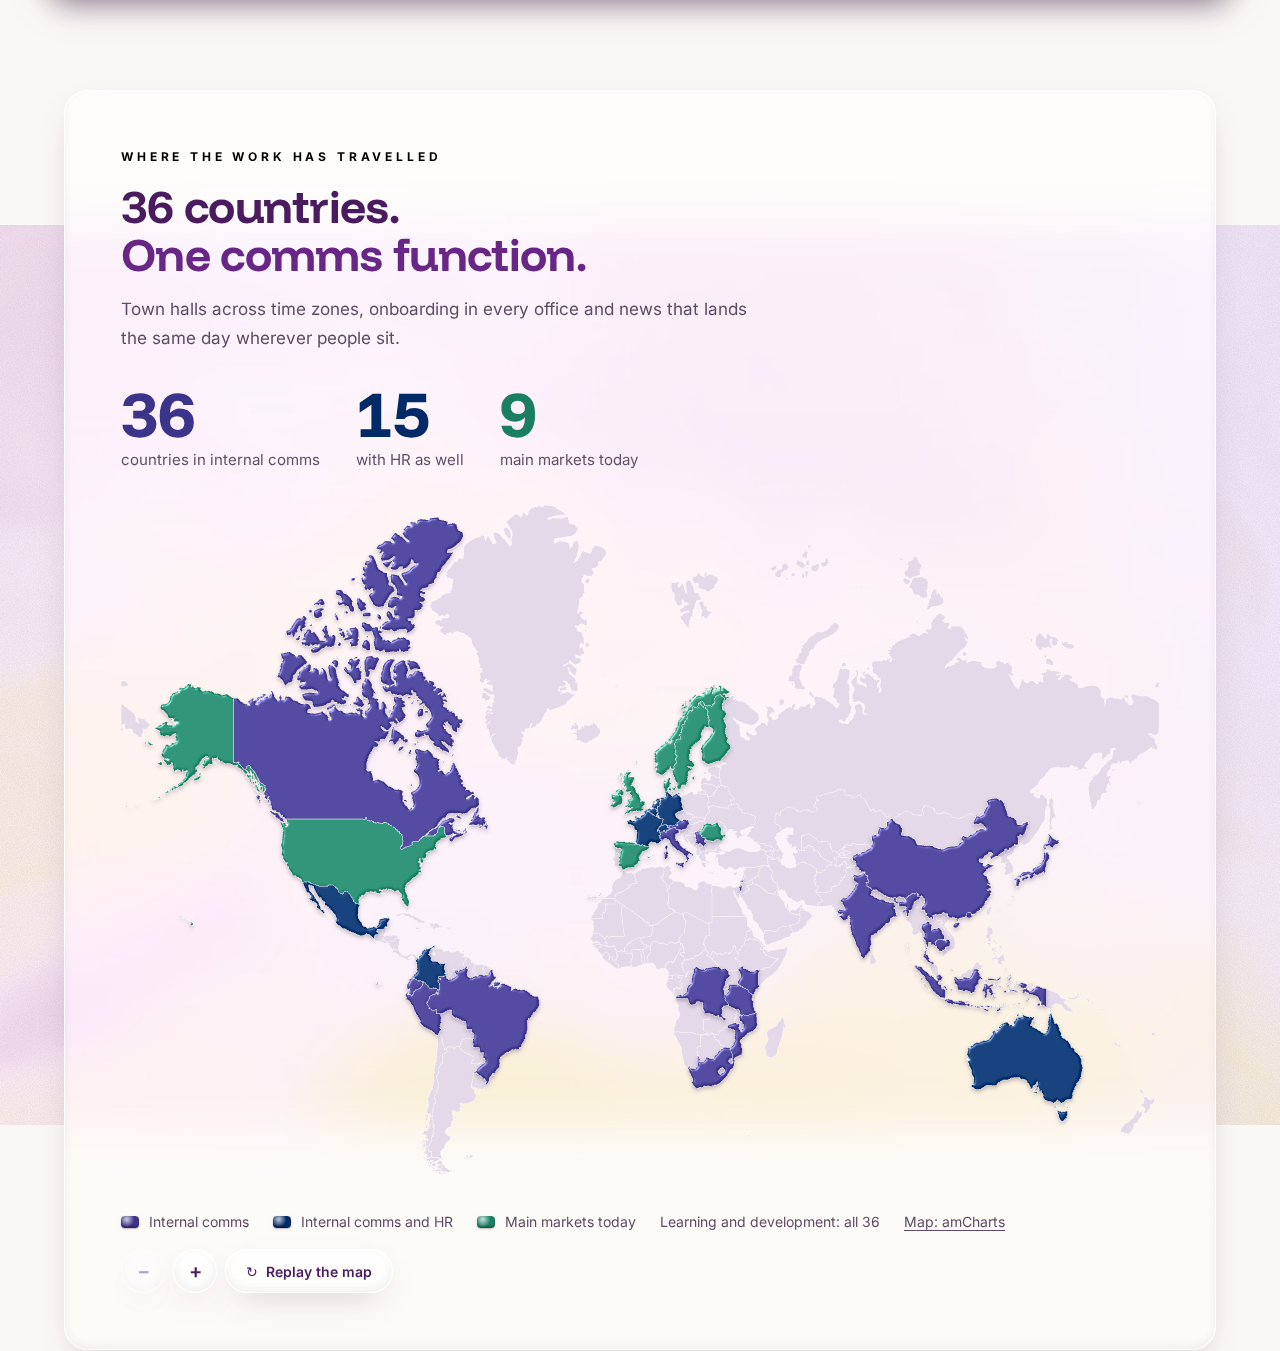 WHERE THE WORK HAS TRAVELLED
36 countries.
One comms function.
Town halls across time zones, onboarding in every office and news that lands
the same day wherever people sit.
36
countries in internal comms
15
with HR as well
9
main markets today
Internal comms
Internal comms and HR
Main markets today
Learning and development: all 36
Map: amCharts
− + ↻ Replay the map